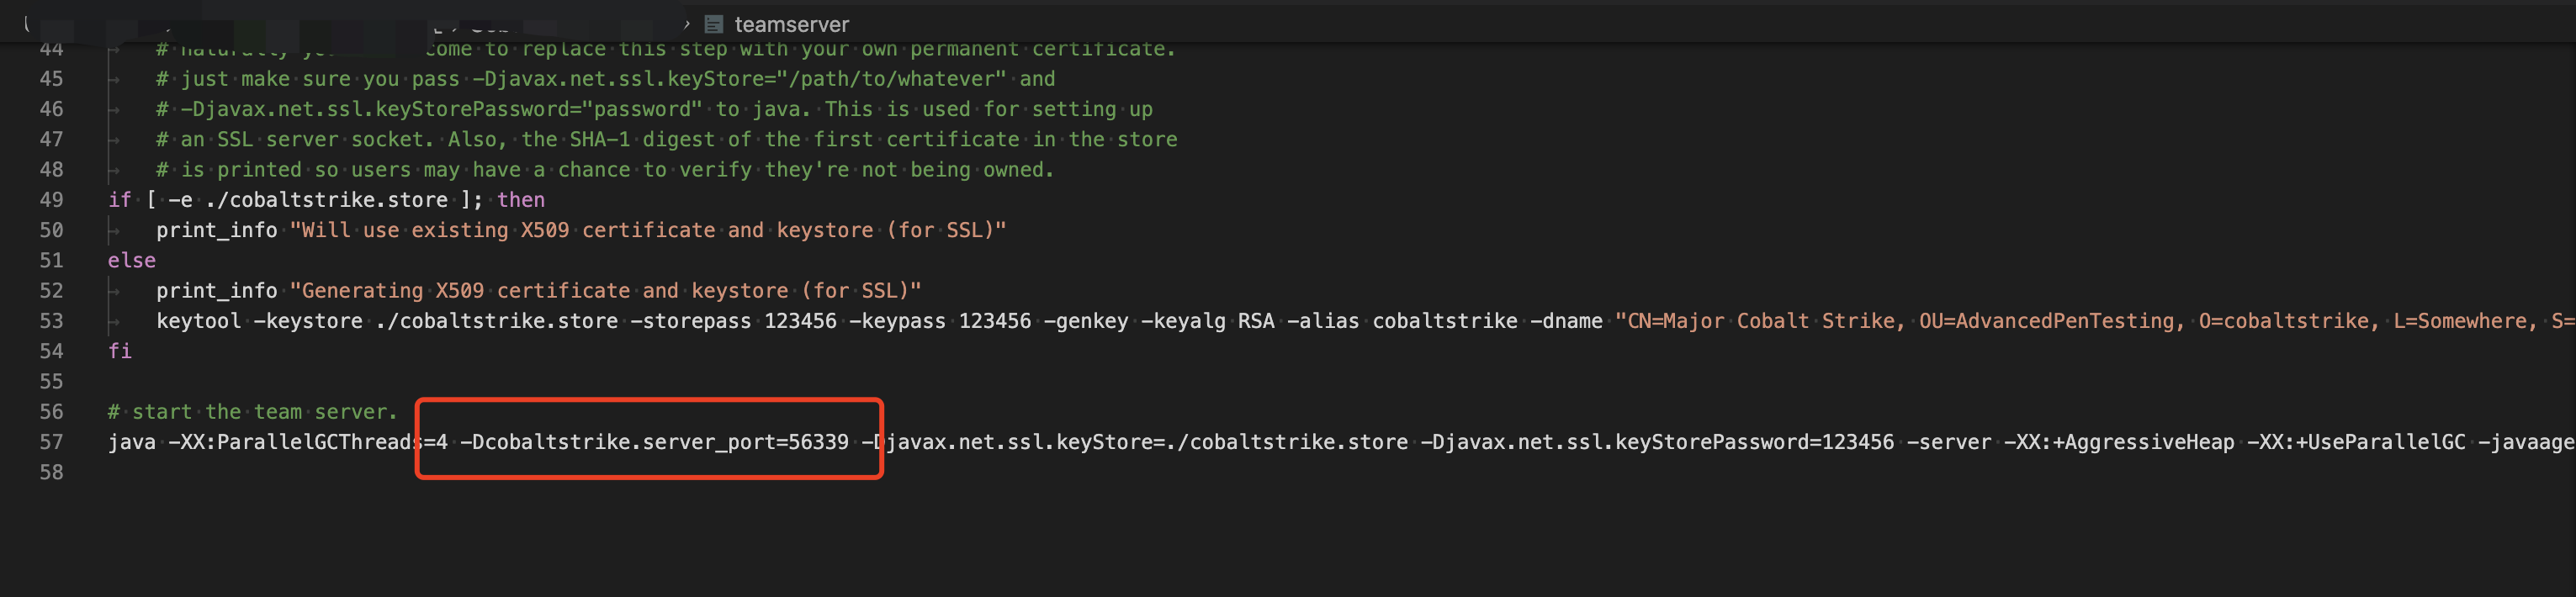 teamserver
44 # naturally come to replace this step with your own permanent certificate.
45 # just make sure you pass -Djavax.net.ssl.keyStore="/path/to/whatever" and
46 # -Djavax.net.ssl.keyStorePassword="password" to java. This is used for setting up
47 # an SSL server socket. Also, the SHA-1 digest of the first certificate in the store
48 # is printed so users may have a chance to verify they're not being owned.
49 if [ -e ./cobaltstrike.store ]; then
50 print_info "Will use existing X509 certificate and keystore (for SSL)"
51 else
52 print_info "Generating X509 certificate and keystore (for SSL)"
53 keytool -keystore ./cobaltstrike.store -storepass 123456 -keypass 123456 -genkey -keyalg RSA -alias cobaltstrike -dname "CN=Major Cobalt Strike, OU=AdvancedPenTesting, O=cobaltstrike, L=Somewhere, S=
54 fi
55
56 # start the team server.
57 java -XX:ParallelGCThreads=4 -Dcobaltstrike.server_port=56339 -Djavax.net.ssl.keyStore=./cobaltstrike.store -Djavax.net.ssl.keyStorePassword=123456 -server -XX:+AggressiveHeap -XX:+UseParallelGC -javaage
58